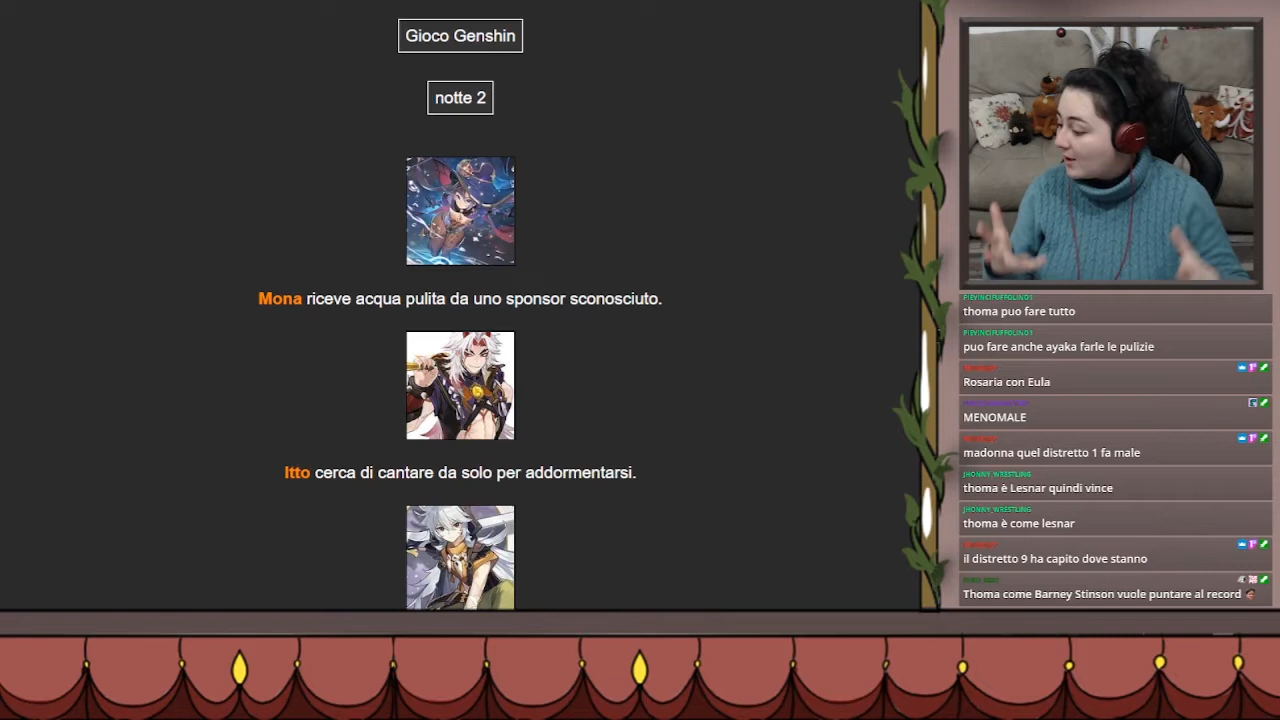 Gioco Genshin
notte 2
Mona riceve acqua pulita da uno sponsor sconosciuto.
Itto cerca di cantare da solo per addormentarsi.
thoma puo fare tutto
puo fare anche ayaka farle le pulizie
Rosaria con Eula
MENOMALE
madonna quel distretto 1 fa male
JHONNY_WRESTLING
thoma è Lesnar quindi vince
JHONNY_WRESTLING
thoma è come lesnar
il distretto 9 ha capito dove stanno
Thoma come Barney Stinson vuole puntare al record